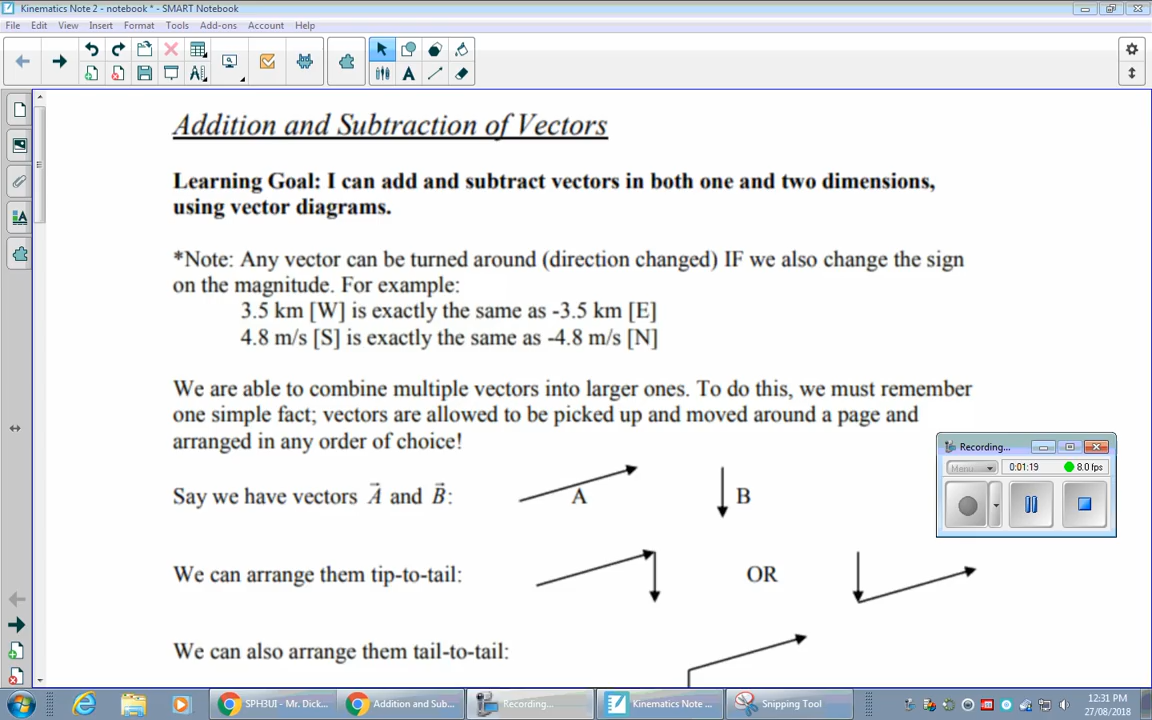 Kinematics Note 2 - notebook * - SMART Notebook
File Edit View Insert Format Tools Add-ons Account Help
Addition and Subtraction of Vectors
Learning Goal: I can add and subtract vectors in both one and two dimensions,
using vector diagrams.
*Note: Any vector can be turned around (direction changed) IF we also change the sign
on the magnitude. For example:
3.5 km [W] is exactly the same as -3.5 km [E]
4.8 m/s [S] is exactly the same as -4.8 m/s [N]
We are able to combine multiple vectors into larger ones. To do this, we must remember
one simple fact; vectors are allowed to be picked up and moved around a page and
arranged in any order of choice!
Recording...
Menu 0:01:19 8.0 fps
Say we have vectors A⃗ and B⃗: A B
We can arrange them tip-to-tail: OR
We can also arrange them tail-to-tail:
SPH3UI - Mr. Dick... Addition and Sub... Recording... Kinematics Note ... Snipping Tool
12:31 PM
27/08/2018